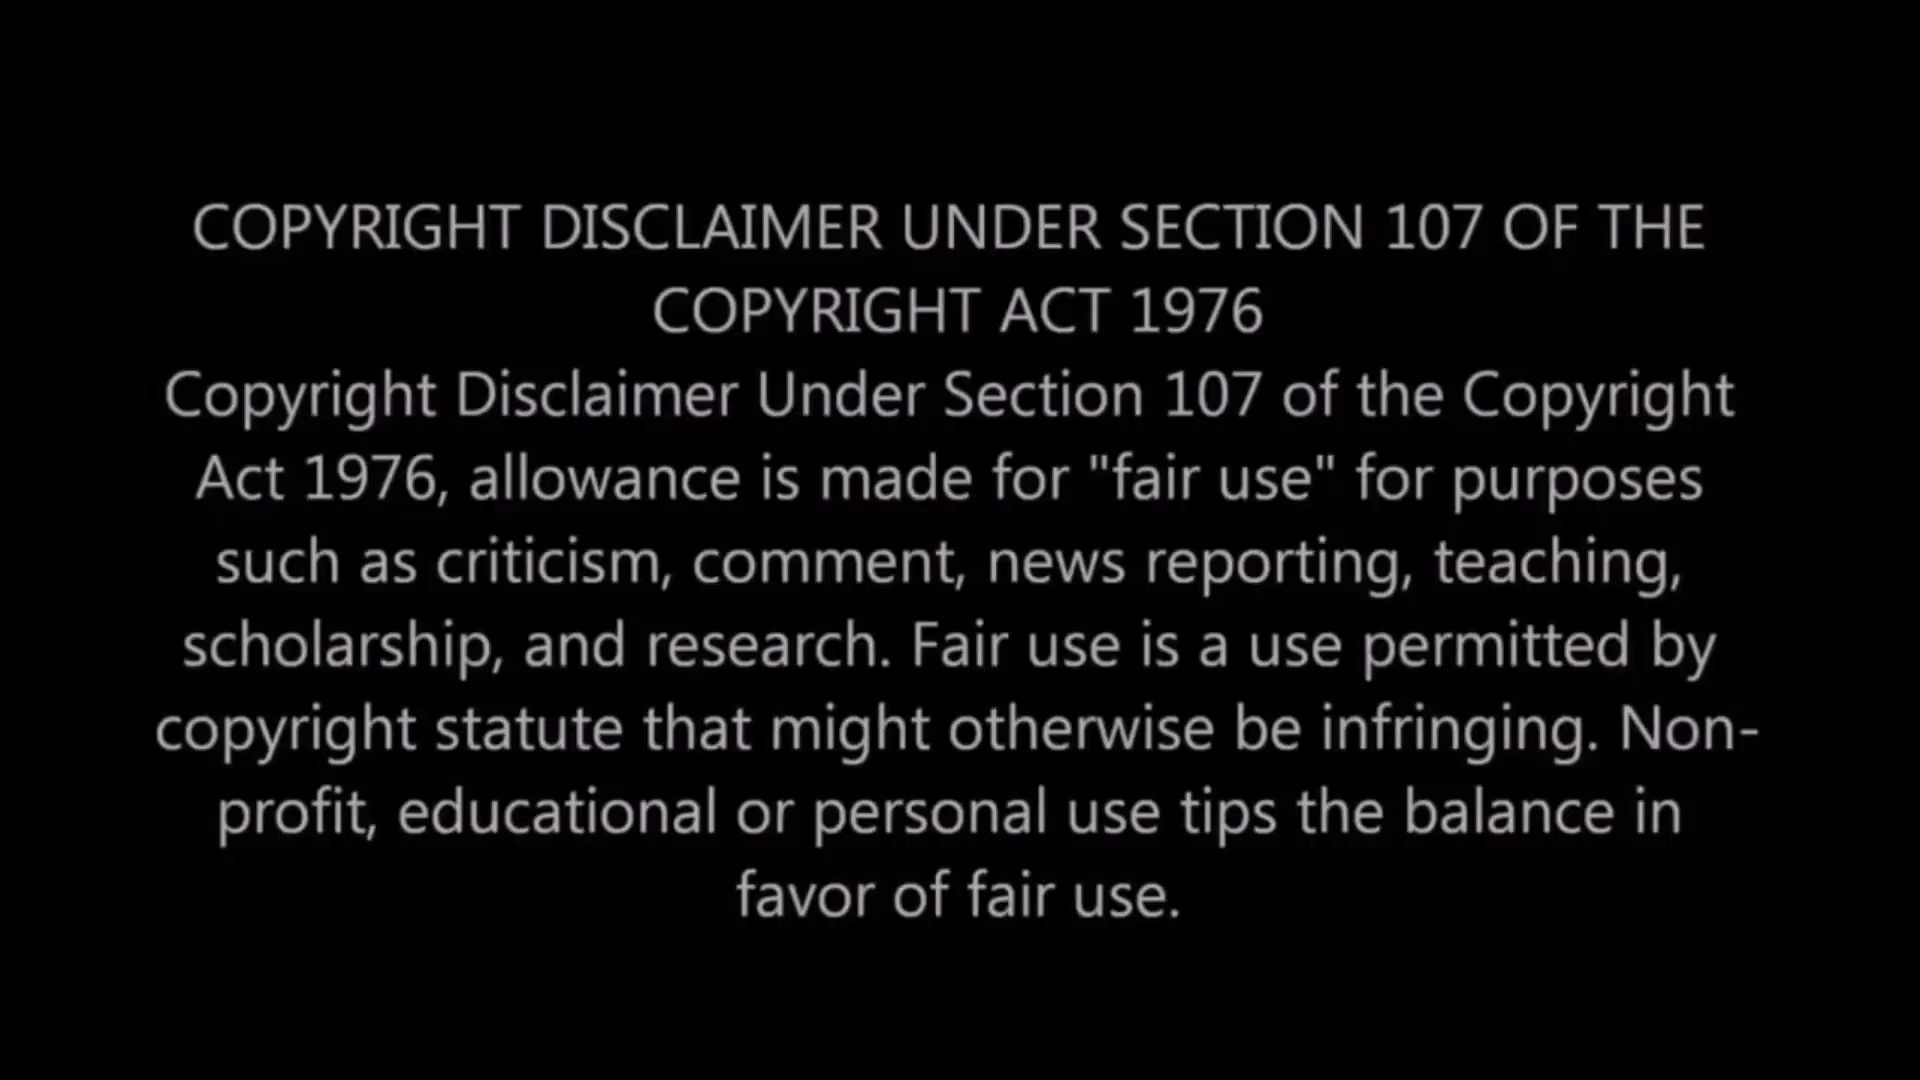 COPYRIGHT DISCLAIMER UNDER SECTION 107 OF THE
COPYRIGHT ACT 1976
Copyright Disclaimer Under Section 107 of the Copyright
Act 1976, allowance is made for "fair use" for purposes
such as criticism, comment, news reporting, teaching,
scholarship, and research. Fair use is a use permitted by
copyright statute that might otherwise be infringing. Non-
profit, educational or personal use tips the balance in
favor of fair use.